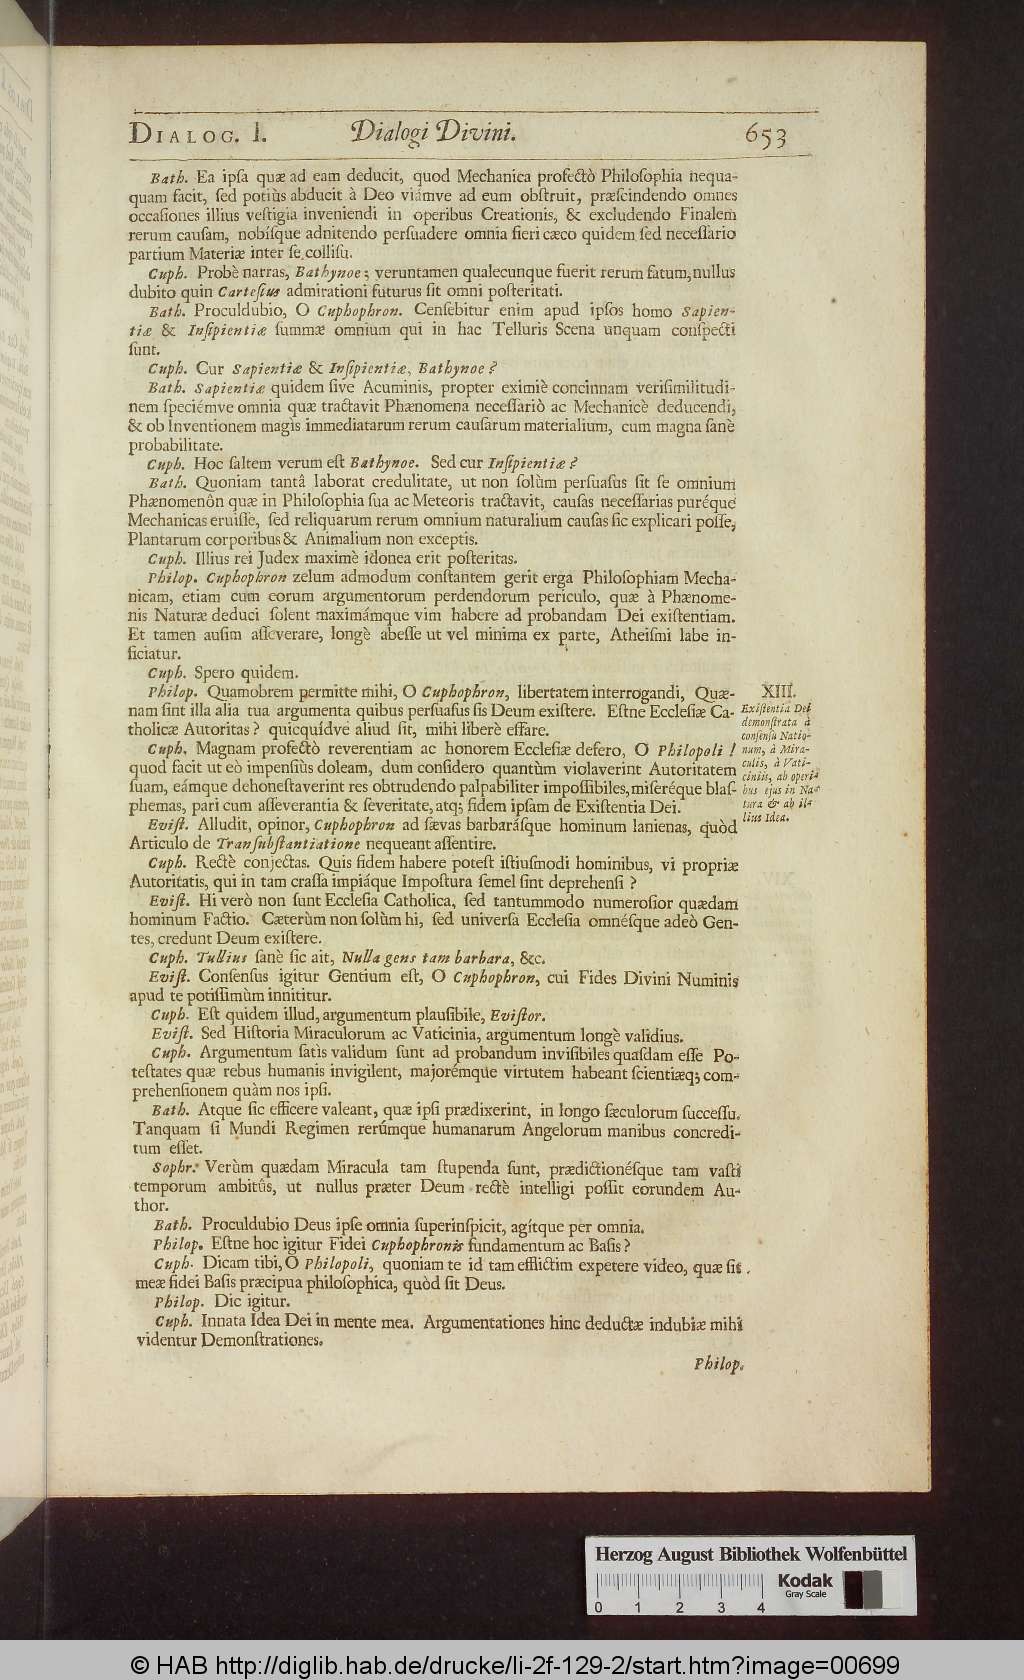 DIALOG. I. Dialogi Divini. 653
Bath. Ea ipſa quæ ad eam deducit, quod Mechanica profectò Philoſophia nequa-
quam facit, ſed potiùs abducit à Deo viámve ad eum obſtruit, præſcindendo omnes
occaſiones illius veſtigia inveniendi in operibus Creationis, & excludendo Finalem
rerum cauſam, nobíſque adnitendo perſuadere omnia fieri cæco quidem ſed neceſſario
partium Materiæ inter ſe colliſu.
Cuph. Probè narras, Bathynoe; veruntamen qualecunque fuerit rerum fatum, nullus
dubito quin Carteſius admirationi futurus ſit omni poſteritati.
Bath. Proculdubio, O Cuphophron. Cenſebitur enim apud ipſos homo Sapien-
tiæ & Inſipientiæ ſummæ omnium qui in hac Telluris Scena unquam conſpecti
ſunt.
Cuph. Cur Sapientiæ & Inſipientiæ, Bathynoe?
Bath. Sapientiæ quidem ſive Acuminis, propter eximiè concinnam veriſimilitudi-
nem ſpeciémve omnia quæ tractavit Phænomena neceſſariò ac Mechanicè deducendi,
& ob Inventionem magìs immediatarum rerum cauſarum materialium, cum magna ſanè
probabilitate.
Cuph. Hoc ſaltem verum eſt Bathynoe. Sed cur Inſipientiæ?
Bath. Quoniam tantâ laborat credulitate, ut non ſolùm perſuaſus ſit ſe omnium
Phænomenôn quæ in Philoſophia ſua ac Meteoris tractavit, cauſas neceſſarias puréque
Mechanicas eruiſſe, ſed reliquarum rerum omnium naturalium cauſas ſic explicari poſſe,
Plantarum corporibus & Animalium non exceptis.
Cuph. Illius rei Judex maximè idonea erit poſteritas.
Philop. Cuphophron zelum admodum conſtantem gerit erga Philoſophiam Mecha-
nicam, etiam cum eorum argumentorum perdendorum periculo, quæ à Phænome-
nis Naturæ deduci ſolent maximámque vim habere ad probandam Dei exiſtentiam.
Et tamen auſim aſſeverare, longè abeſſe ut vel minima ex parte, Atheiſmi labe in-
ficiatur.
Cuph. Spero quidem.
Philop. Quamobrem permitte mihi, O Cuphophron, libertatem interrogandi, Quæ-
nam ſint illa alia tua argumenta quibus perſuaſus ſis Deum exiſtere. Eſtne Eccleſiæ Ca-
tholicæ Autoritas? quicquídve aliud ſit, mihi liberè effare.
XIII.
Exiſtentia Dei
demonſtrata à
conſenſu Natio-
num, à Mira-
culis, à Vati-
ciniis, ab operi-
bus ejus in Na-
tura & ab il-
lius Idea.
Cuph. Magnam profectò reverentiam ac honorem Eccleſiæ defero, O Philopoli!
quod facit ut eò impenſiùs doleam, dum conſidero quantùm violaverint Autoritatem
ſuam, eámque dehoneſtaverint res obtrudendo palpabiliter impoſſibiles, miſeréque blaſ-
phemas, pari cum aſſeverantia & ſeveritate, atq; fidem ipſam de Exiſtentia Dei.
Eviſt. Alludit, opinor, Cuphophron ad ſævas barbaráſque hominum lanienas, quòd
Articulo de Tranſubſtantiatione nequeant aſſentire.
Cuph. Rectè conjectas. Quis fidem habere poteſt iſtiuſmodi hominibus, vi propriæ
Autoritatis, qui in tam craſſa impiáque Impoſtura ſemel ſint deprehenſi?
Eviſt. Hi verò non ſunt Eccleſia Catholica, ſed tantummodo numeroſior quædam
hominum Factio. Cæterùm non ſolùm hi, ſed univerſa Eccleſia omnéſque adeò Gen-
tes, credunt Deum exiſtere.
Cuph. Tullius ſanè ſic ait, Nulla gens tam barbara, &c.
Eviſt. Conſenſus igitur Gentium eſt, O Cuphophron, cui Fides Divini Numinis
apud te potiſſimùm innititur.
Cuph. Eſt quidem illud, argumentum plauſibile, Eviſtor.
Eviſt. Sed Hiſtoria Miraculorum ac Vaticinia, argumentum longè validius.
Cuph. Argumentum ſatìs validum ſunt ad probandum inviſibiles quaſdam eſſe Po-
teſtates quæ rebus humanis invigilent, majorémque virtutem habeant ſcientiæq; com-
prehenſionem quàm nos ipſi.
Bath. Atque ſic efficere valeant, quæ ipſi prædixerint, in longo ſæculorum ſucceſſu.
Tanquam ſi Mundi Regimen rerúmque humanarum Angelorum manibus concredi-
tum eſſet.
Sophr. Verùm quædam Miracula tam ſtupenda ſunt, prædictionéſque tam vaſti
temporum ambitûs, ut nullus præter Deum rectè intelligi poſſit eorundem Au-
thor.
Bath. Proculdubio Deus ipſe omnia ſuperinſpicit, agítque per omnia.
Philop. Eſtne hoc igitur Fidei Cuphophronis fundamentum ac Baſis?
Cuph. Dicam tibi, O Philopoli, quoniam te id tam efflictim expetere video, quæ ſit
meæ fidei Baſis præcipua philoſophica, quòd ſit Deus.
Philop. Dic igitur.
Cuph. Innata Idea Dei in mente mea. Argumentationes hinc deductæ indubiæ mihi
videntur Demonſtrationes.
Philop.
Herzog August Bibliothek Wolfenbüttel
Kodak
Gray Scale
0 1 2 3 4
© HAB http://diglib.hab.de/drucke/li-2f-129-2/start.htm?image=00699